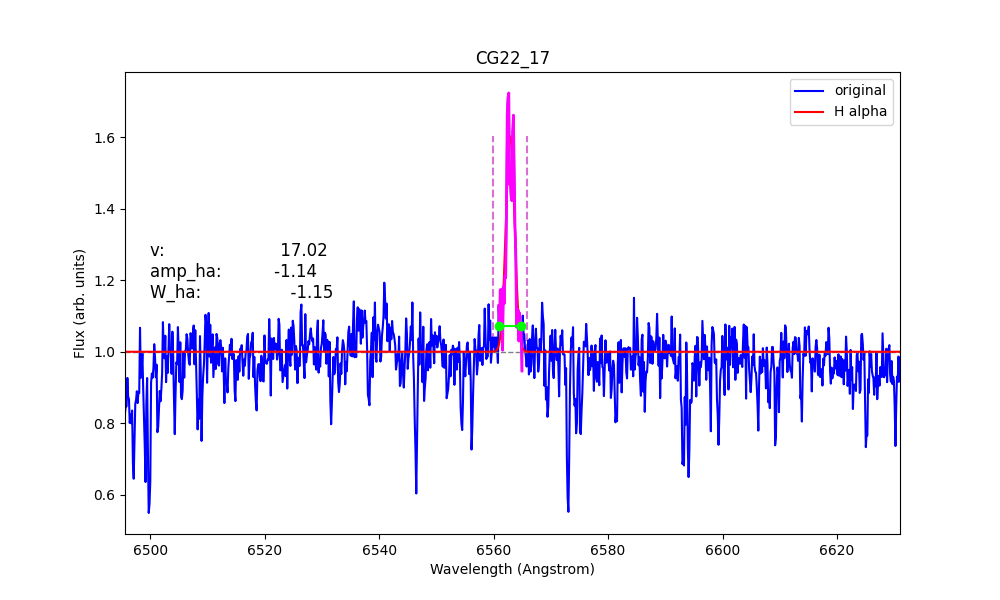 CG22_17
original
H alpha
v: 17.02
amp_ha: -1.14
W_ha: -1.15
Flux (arb. units)
1.6
1.4
1.2
1.0
0.8
0.6
6500 6520 6540 6560 6580 6600 6620
Wavelength (Angstrom)